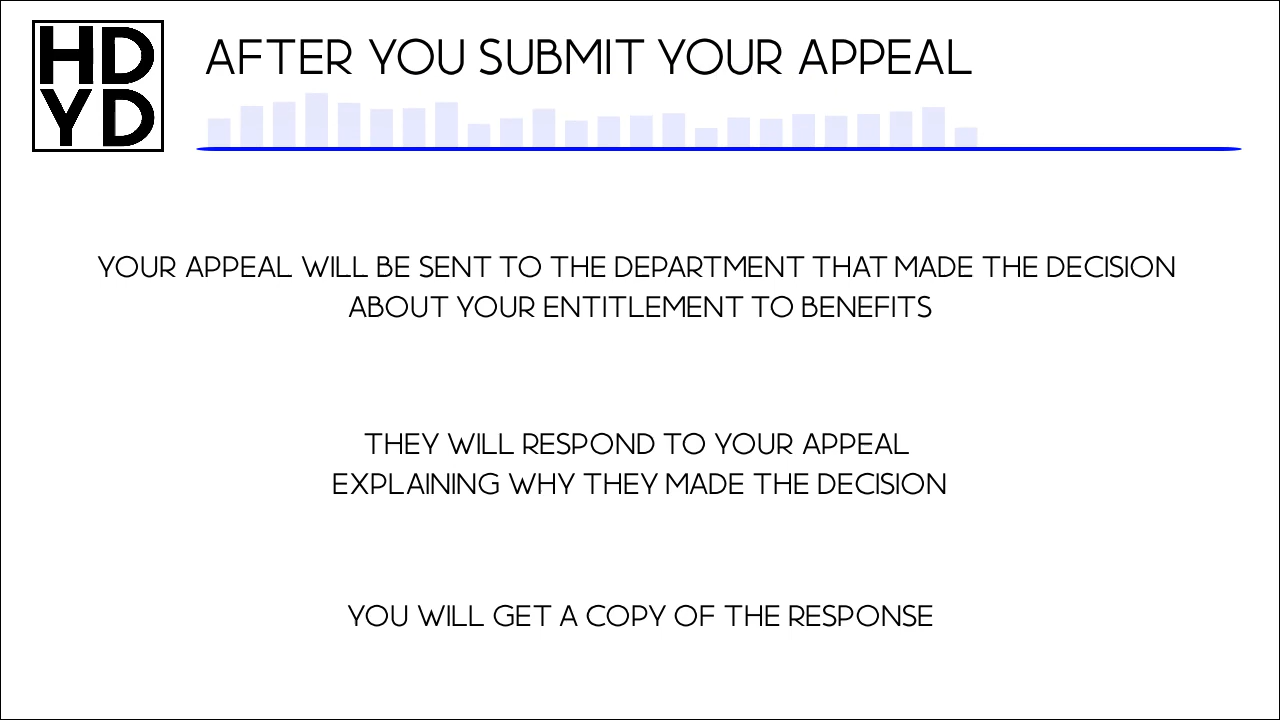 HD
YD
AFTER YOU SUBMIT YOUR APPEAL
YOUR APPEAL WILL BE SENT TO THE DEPARTMENT THAT MADE THE DECISION
ABOUT YOUR ENTITLEMENT TO BENEFITS
THEY WILL RESPOND TO YOUR APPEAL
EXPLAINING WHY THEY MADE THE DECISION
YOU WILL GET A COPY OF THE RESPONSE